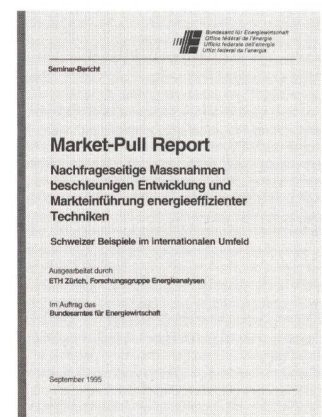 Bundesamt für Energiewirtschaft
Office fédéral de l'énergie
Ufficio federale dell'energia
Uffizi federal da l'energia
Seminar-Bericht
Market-Pull Report
Nachfrageseitige Massnahmen
beschleunigen Entwicklung und
Markteinführung energieeffizienter
Techniken
Schweizer Beispiele im internationalen Umfeld
Ausgearbeitet durch
ETH Zürich, Forschungsgruppe Energieanalysen
Im Auftrag des
Bundesamtes für Energiewirtschaft
September 1995